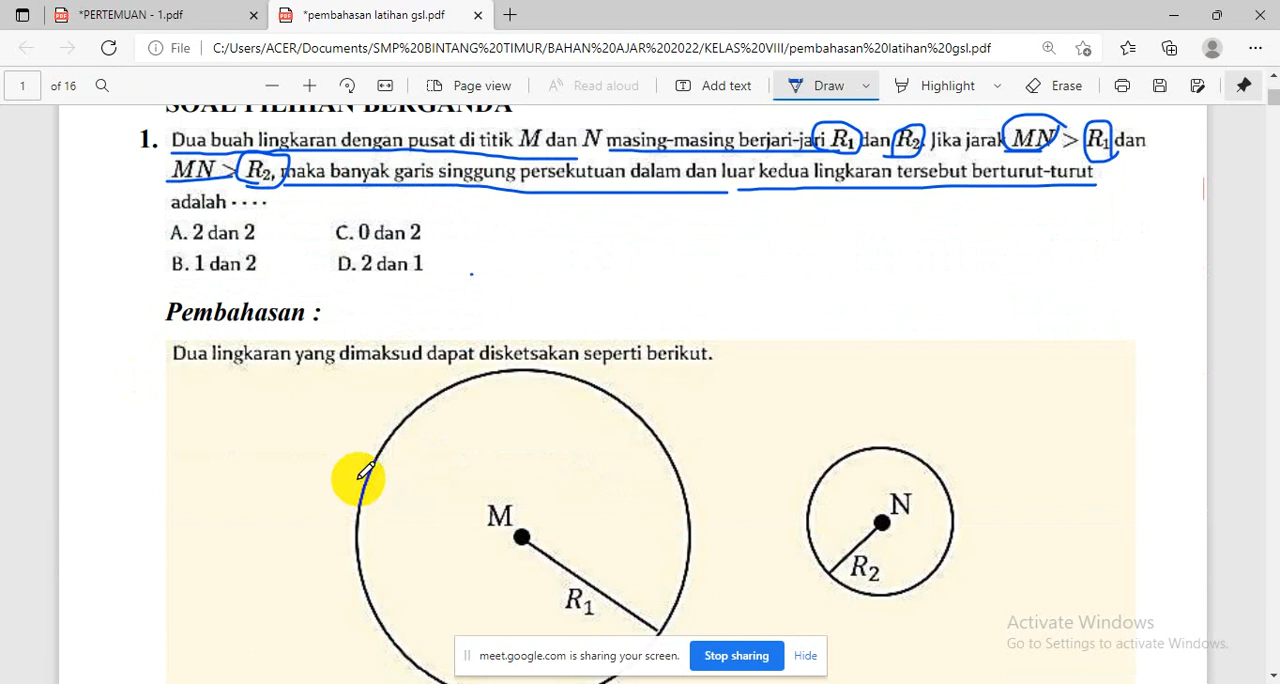 *PERTEMUAN - 1.pdf
*pembahasan latihan gsl.pdf
File
C:/Users/ACER/Documents/SMP%20BINTANG%20TIMUR/BAHAN%20AJAR%202022/KELAS%20VIII/pembahasan%20latihan%20gsl.pdf
1 of 16
Page view
Read aloud
Add text
Draw
Highlight
Erase
SOAL PILIHAN BERGANDA
1. Dua buah lingkaran dengan pusat di titik M dan N masing-masing berjari-jari R₁ dan R₂. Jika jarak MN > R₁ dan
MN > R₂, maka banyak garis singgung persekutuan dalam dan luar kedua lingkaran tersebut berturut-turut
adalah · · · ·
A. 2 dan 2 C. 0 dan 2
B. 1 dan 2 D. 2 dan 1
Pembahasan :
Dua lingkaran yang dimaksud dapat disketsakan seperti berikut.
M
N
R₁
R₂
Activate Windows
Go to Settings to activate Windows.
meet.google.com is sharing your screen.
Stop sharing
Hide